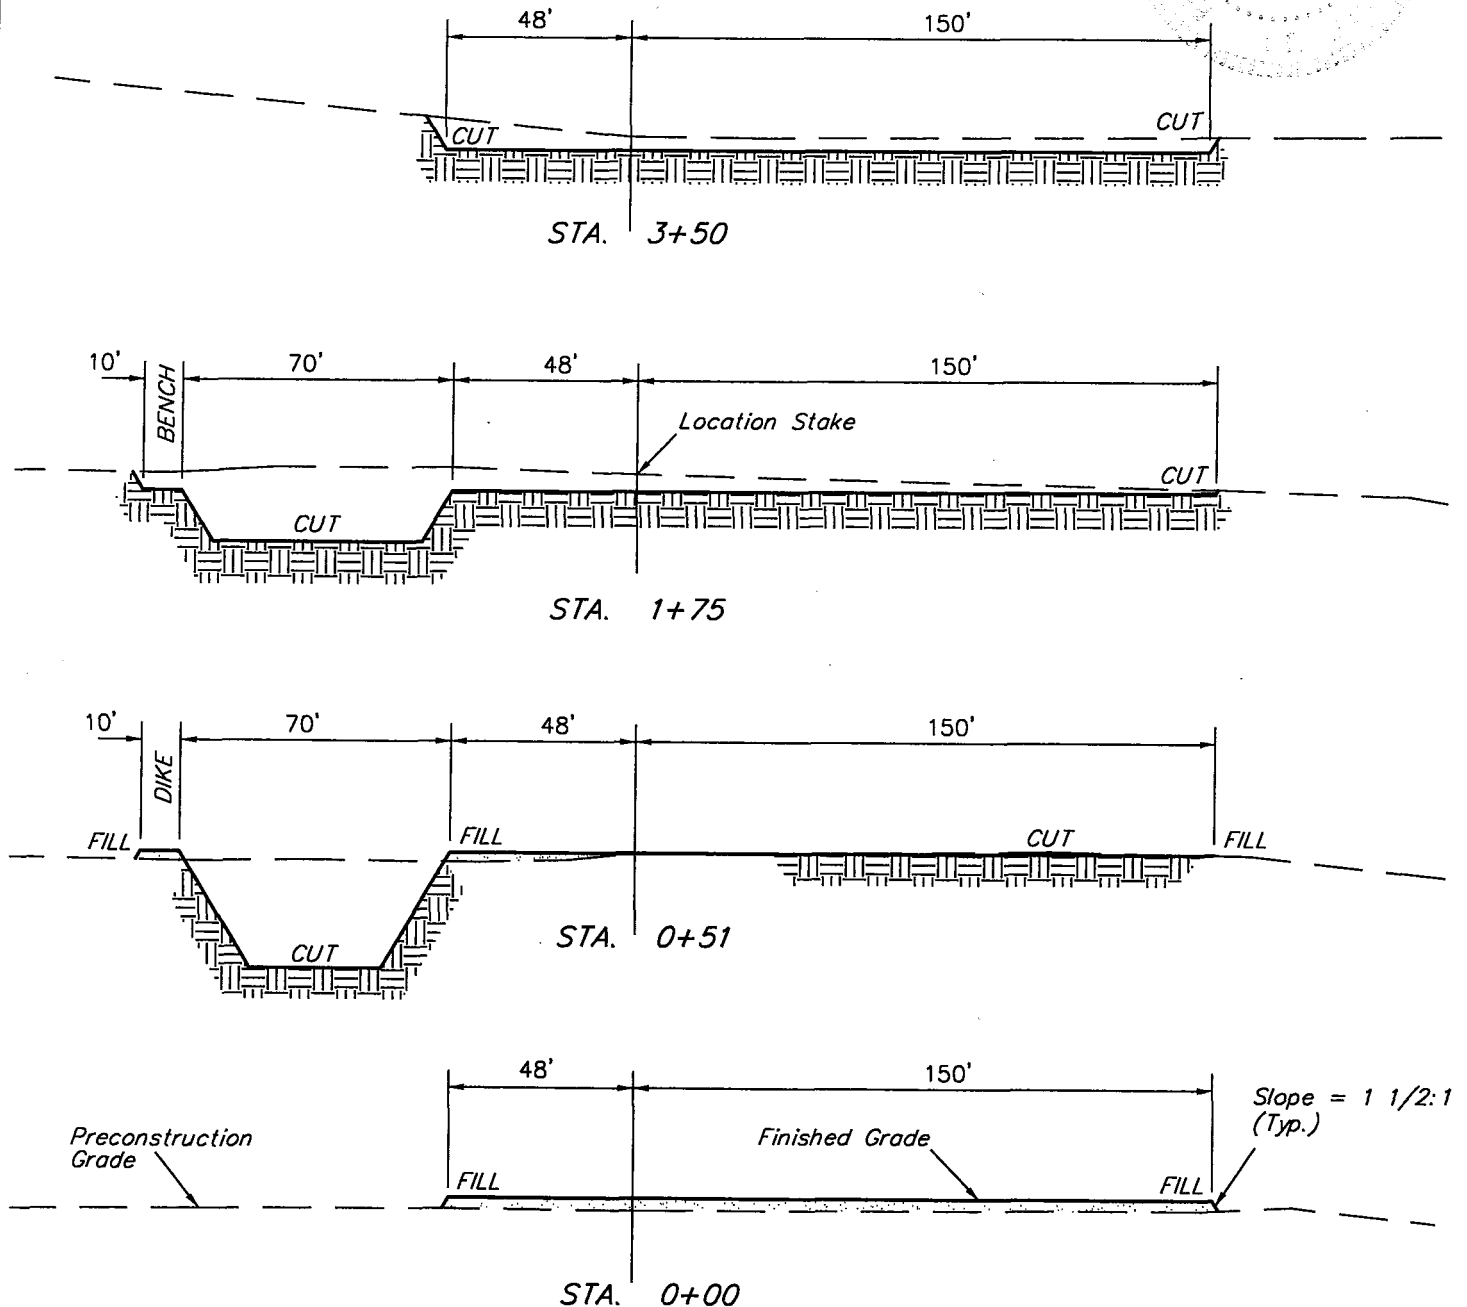 48' 150'
CUT CUT
STA. 3+50
10' 70' 48' 150'
BENCH
Location Stake
CUT
CUT
STA. 1+75
10' 70' 48' 150'
DIKE
FILL FILL CUT FILL
CUT
STA. 0+51
48' 150'
Slope = 1 1/2:1
(Typ.)
Preconstruction
Grade
Finished Grade
FILL FILL
STA. 0+00